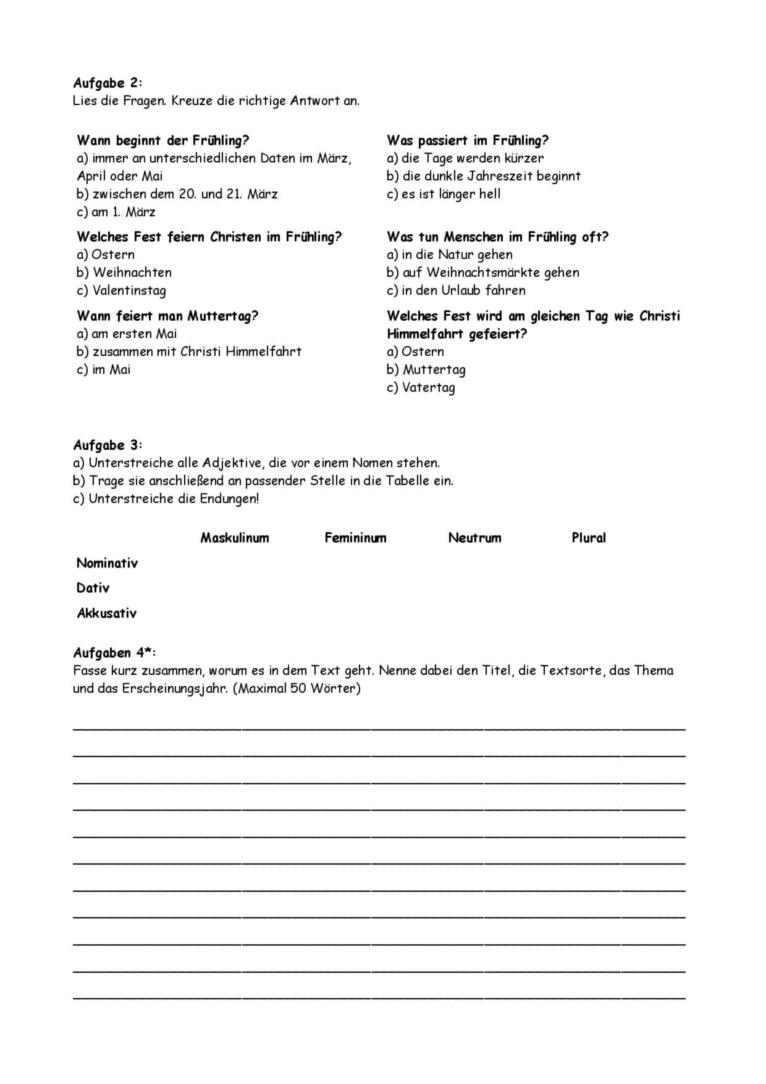 Aufgabe 2:
Lies die Fragen. Kreuze die richtige Antwort an.
Wann beginnt der Frühling?
a) immer an unterschiedlichen Daten im März,
April oder Mai
b) zwischen dem 20. und 21. März
c) am 1. März
Was passiert im Frühling?
a) die Tage werden kürzer
b) die dunkle Jahreszeit beginnt
c) es ist länger hell
Welches Fest feiern Christen im Frühling?
a) Ostern
b) Weihnachten
c) Valentinstag
Was tun Menschen im Frühling oft?
a) in die Natur gehen
b) auf Weihnachtsmärkte gehen
c) in den Urlaub fahren
Wann feiert man Muttertag?
a) am ersten Mai
b) zusammen mit Christi Himmelfahrt
c) im Mai
Welches Fest wird am gleichen Tag wie Christi
Himmelfahrt gefeiert?
a) Ostern
b) Muttertag
c) Vatertag
Aufgabe 3:
a) Unterstreiche alle Adjektive, die vor einem Nomen stehen.
b) Trage sie anschließend an passender Stelle in die Tabelle ein.
c) Unterstreiche die Endungen!
Maskulinum Femininum Neutrum Plural
Nominativ
Dativ
Akkusativ
Aufgaben 4*:
Fasse kurz zusammen, worum es in dem Text geht. Nenne dabei den Titel, die Textsorte, das Thema
und das Erscheinungsjahr. (Maximal 50 Wörter)